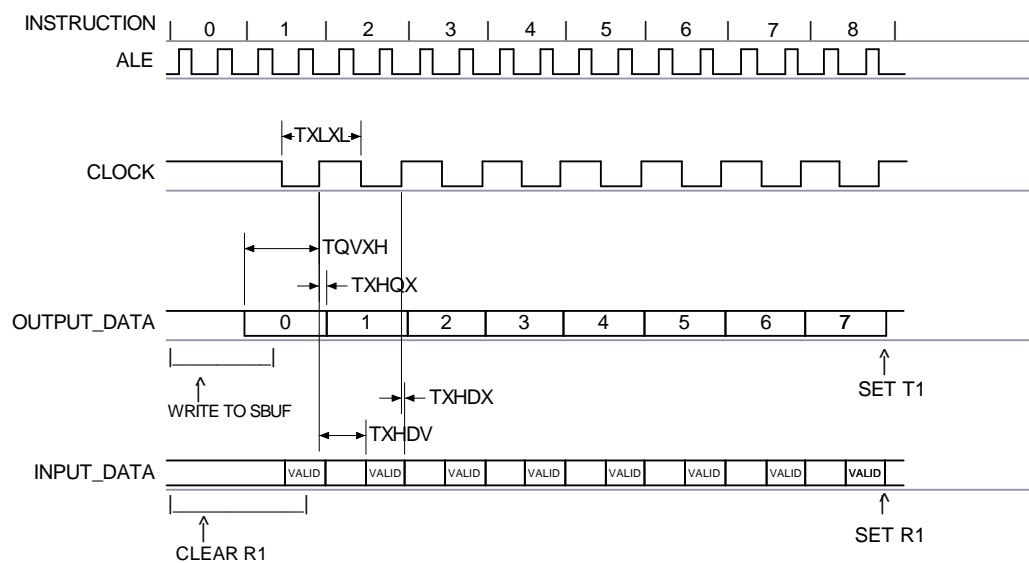 INSTRUCTION | 0 | 1 | 2 | 3 | 4 | 5 | 6 | 7 | 8 |
ALE
TXLXL
CLOCK
TQVXH
TXHQX
OUTPUT_DATA 0 1 2 3 4 5 6 7
TXHDX
SET T1
WRITE TO SBUF
TXHDV
INPUT_DATA VALID VALID VALID VALID VALID VALID VALID VALID
SET R1
CLEAR R1